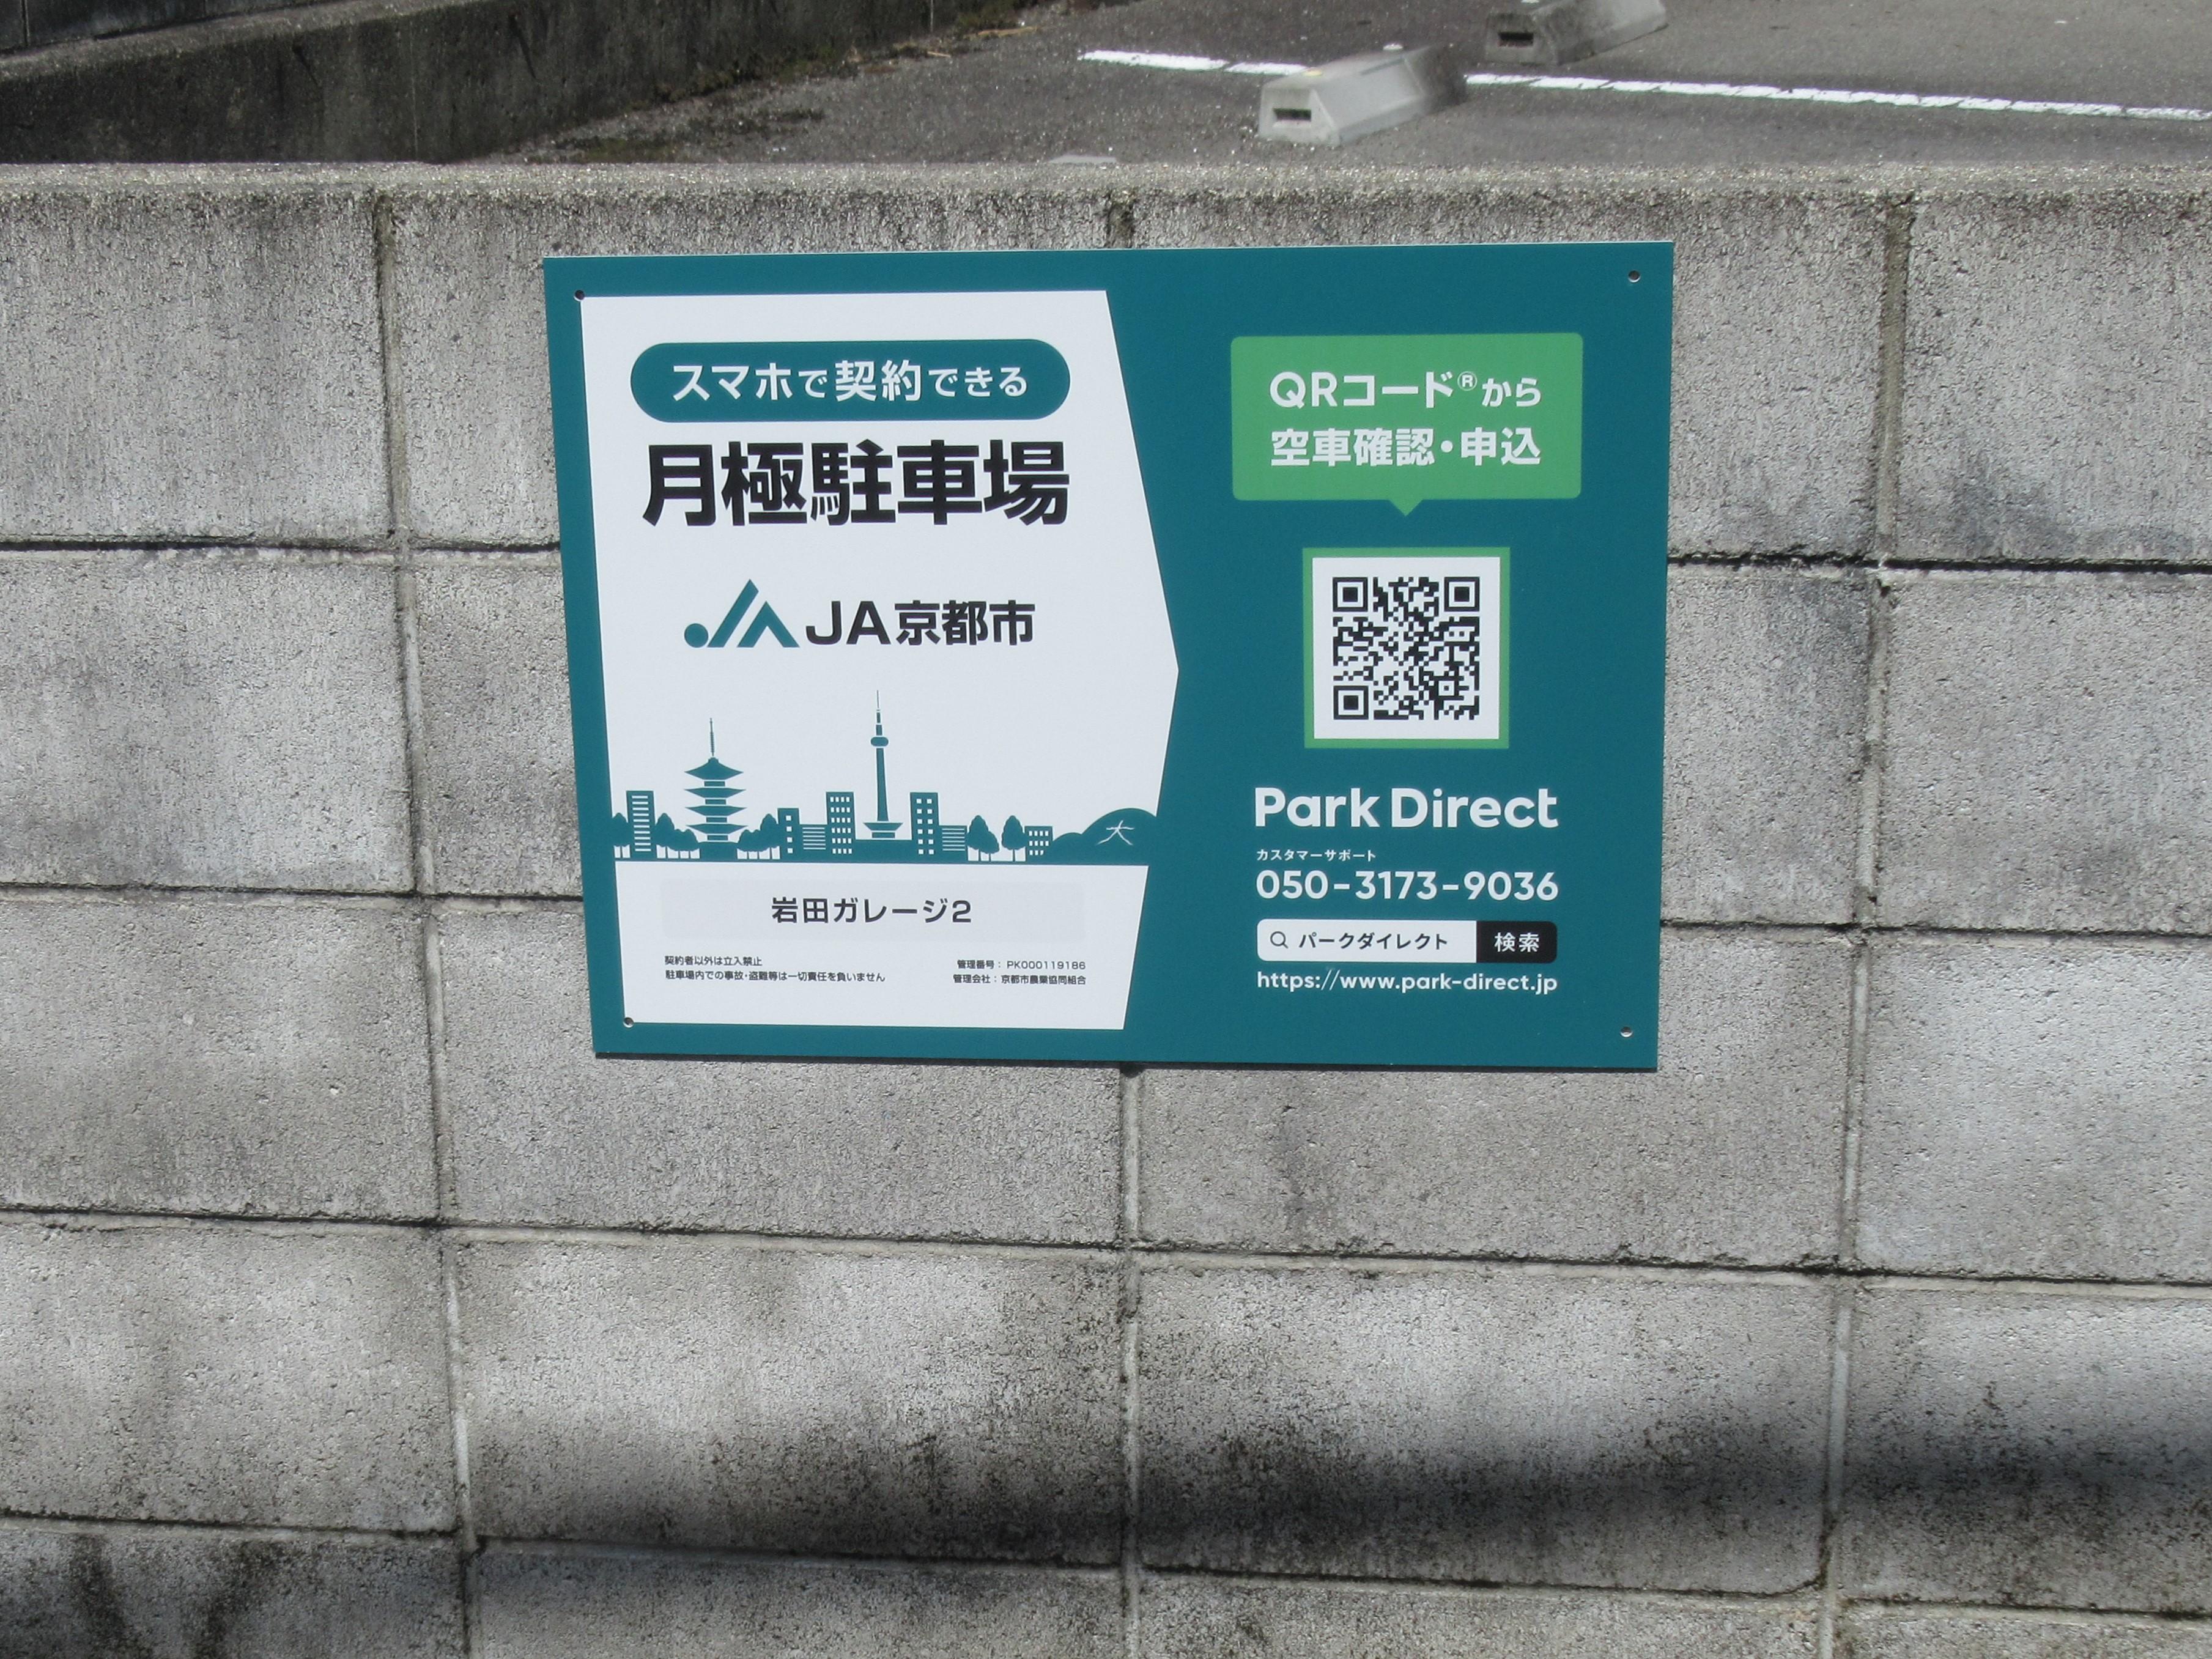 スマホで契約できる
月極駐車場
JA京都市
大
岩田ガレージ2
契約者以外は立入禁止
駐車場内での事故・盗難等は一切責任を負いません
管理番号：PK000119186
管理会社：京都市農業協同組合
QRコード®から
空車確認・申込
Park Direct
カスタマーサポート
050-3173-9036
パークダイレクト 検索
https://www.park-direct.jp